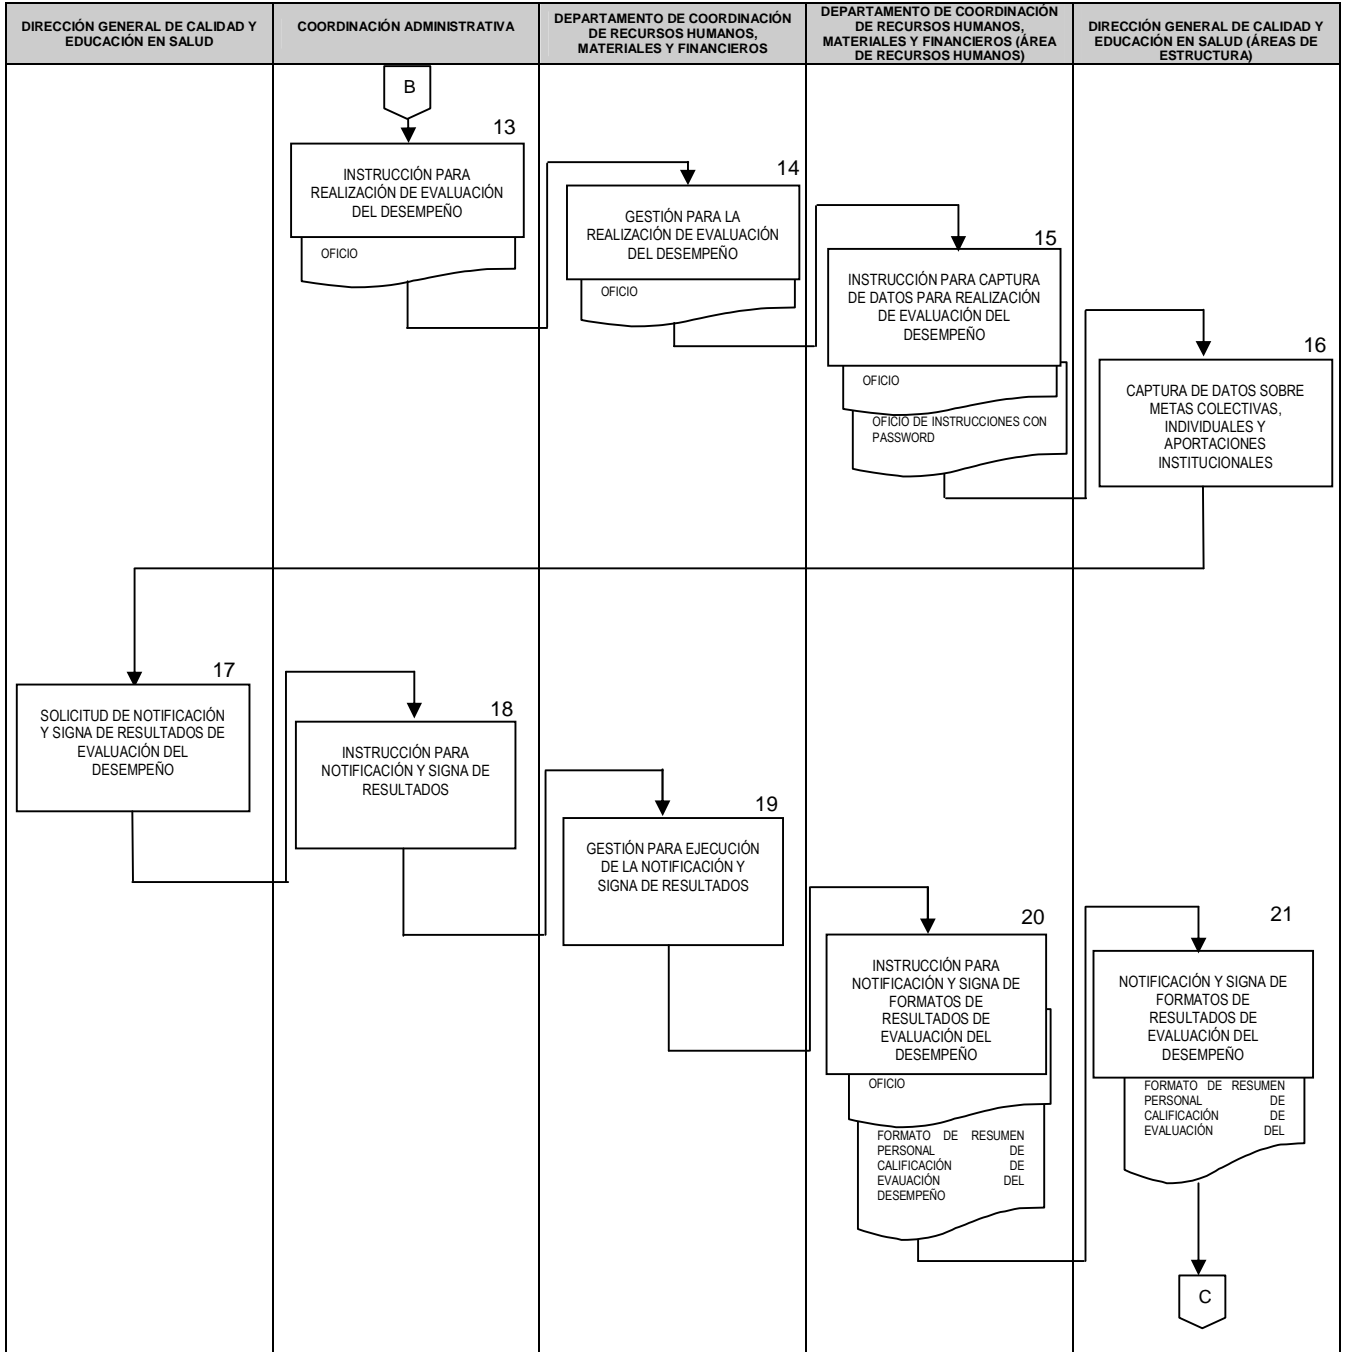 DIRECCIÓN GENERAL DE CALIDAD Y
EDUCACIÓN EN SALUD
COORDINACIÓN ADMINISTRATIVA
DEPARTAMENTO DE COORDINACIÓN
DE RECURSOS HUMANOS,
MATERIALES Y FINANCIEROS
DEPARTAMENTO DE COORDINACIÓN
DE RECURSOS HUMANOS,
MATERIALES Y FINANCIEROS (ÁREA
DE RECURSOS HUMANOS)
DIRECCIÓN GENERAL DE CALIDAD Y
EDUCACIÓN EN SALUD (ÁREAS DE
ESTRUCTURA)
B
13
INSTRUCCIÓN PARA
REALIZACIÓN DE EVALUACIÓN
DEL DESEMPEÑO
OFICIO
14
GESTIÓN PARA LA
REALIZACIÓN DE EVALUACIÓN
DEL DESEMPEÑO
OFICIO
15
INSTRUCCIÓN PARA CAPTURA
DE DATOS PARA REALIZACIÓN
DE EVALUACIÓN DEL
DESEMPEÑO
OFICIO
OFICIO DE INSTRUCCIONES CON
PASSWORD
16
CAPTURA DE DATOS SOBRE
METAS COLECTIVAS,
INDIVIDUALES Y
APORTACIONES
INSTITUCIONALES
17
SOLICITUD DE NOTIFICACIÓN
Y SIGNA DE RESULTADOS DE
EVALUACIÓN DEL
DESEMPEÑO
18
INSTRUCCIÓN PARA
NOTIFICACIÓN Y SIGNA DE
RESULTADOS
19
GESTIÓN PARA EJECUCIÓN
DE LA NOTIFICACIÓN Y
SIGNA DE RESULTADOS
20
INSTRUCCIÓN PARA
NOTIFICACIÓN Y SIGNA DE
FORMATOS DE
RESULTADOS DE
EVALUACIÓN DEL
DESEMPEÑO
OFICIO
FORMATO DE RESUMEN
PERSONAL DE
CALIFICACIÓN DE
EVAUACIÓN DEL
DESEMPEÑO
21
NOTIFICACIÓN Y SIGNA DE
FORMATOS DE
RESULTADOS DE
EVALUACIÓN DEL
DESEMPEÑO
FORMATO DE RESUMEN
PERSONAL DE
CALIFICACIÓN DE
EVALUACIÓN DEL
C